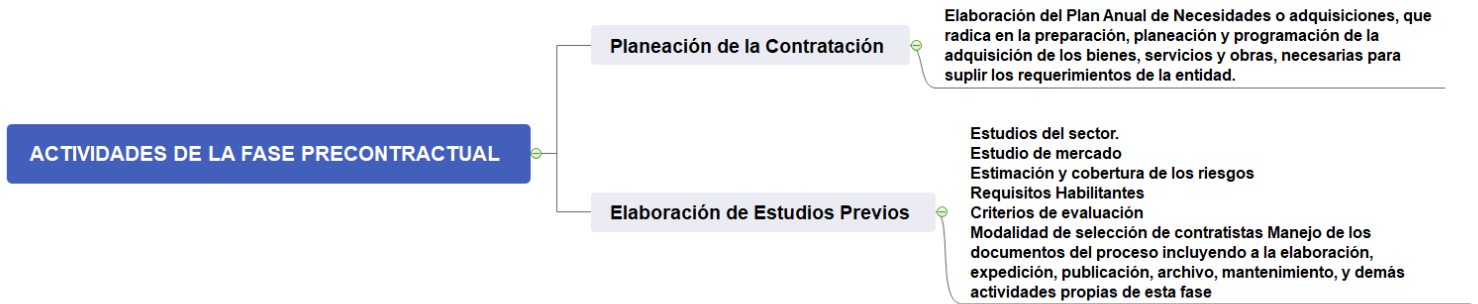 ACTIVIDADES DE LA FASE PRECONTRACTUAL
Planeación de la Contratación
Elaboración del Plan Anual de Necesidades o adquisiciones, que
radica en la preparación, planeación y programación de la
adquisición de los bienes, servicios y obras, necesarias para
suplir los requerimientos de la entidad.
Elaboración de Estudios Previos
Estudios del sector.
Estudio de mercado
Estimación y cobertura de los riesgos
Requisitos Habilitantes
Criterios de evaluación
Modalidad de selección de contratistas Manejo de los
documentos del proceso incluyendo a la elaboración,
expedición, publicación, archivo, mantenimiento, y demás
actividades propias de esta fase